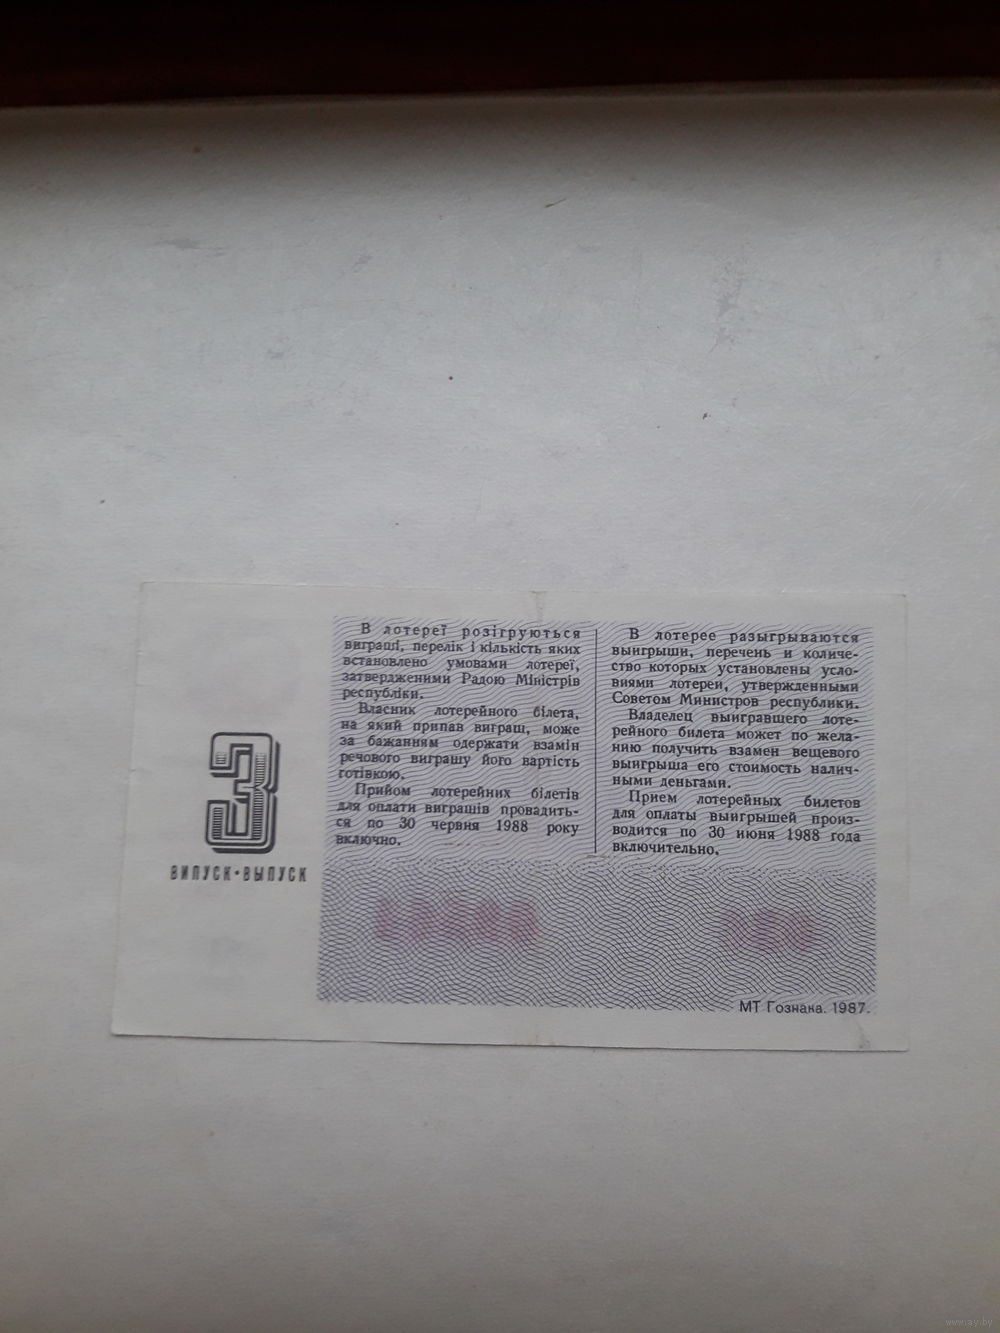 3
ВИПУСК•ВЫПУСК
В лотереї розігруються
виграші, перелік і кількість яких
встановлено умовами лотереї,
затвердженими Радою Міністрів
республіки.
Власник лотерейного білета,
на який припав виграш, може
за бажанням одержати взамін
речового виграшу його вартість
готівкою.
Прийом лотерейних білетів
для оплати виграшів провадить-
ся по 30 червня 1988 року
включно.
В лотерее разыгрываются
выигрыши, перечень и количе-
ство которых установлены усло-
виями лотереи, утвержденными
Советом Министров республики.
Владелец выигравшего лоте-
рейного билета может по жела-
нию получить взамен вещевого
выигрыша его стоимость налич-
ными деньгами.
Прием лотерейных билетов
для оплаты выигрышей произ-
водится по 30 июня 1988 года
включительно.
МТ Гознака. 1987.
www.ay.by